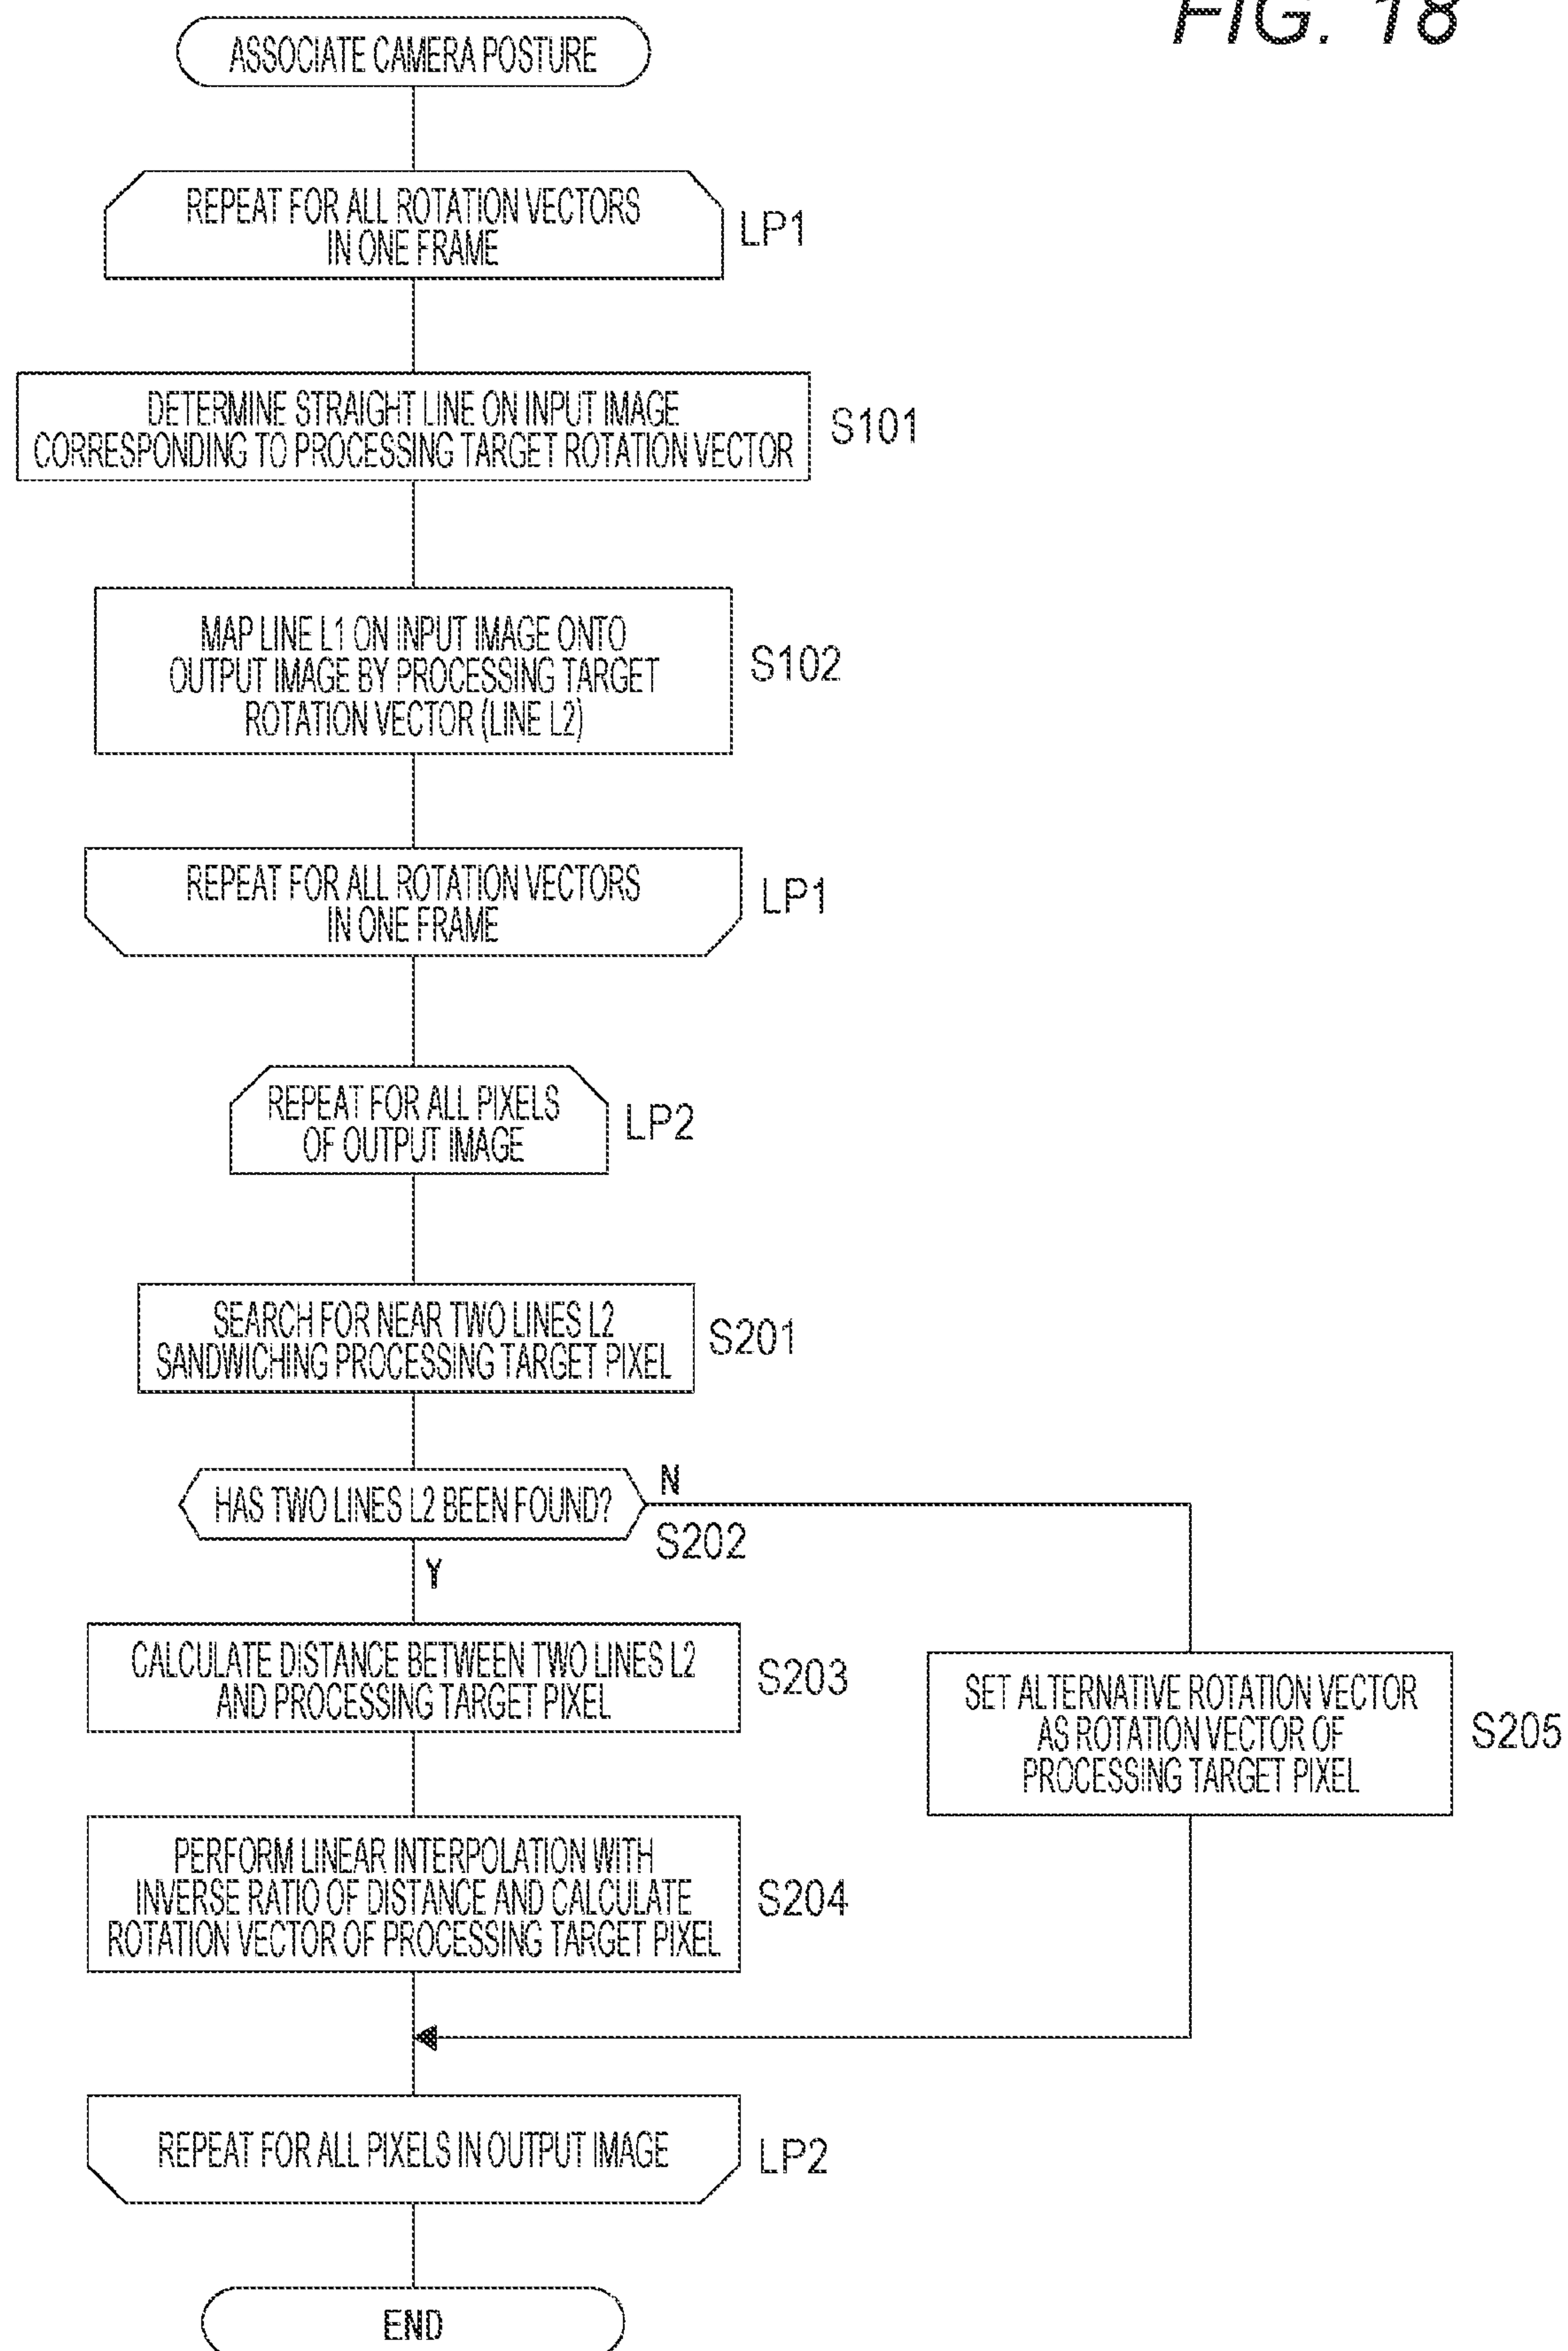 FIG. 18
ASSOCIATE CAMERA POSTURE
REPEAT FOR ALL ROTATION VECTORS
IN ONE FRAME
LP1
DETERMINE STRAIGHT LINE ON INPUT IMAGE
CORRESPONDING TO PROCESSING TARGET ROTATION VECTOR
S101
MAP LINE L1 ON INPUT IMAGE ONTO
OUTPUT IMAGE BY PROCESSING TARGET
ROTATION VECTOR (LINE L2)
S102
REPEAT FOR ALL ROTATION VECTORS
IN ONE FRAME
LP1
REPEAT FOR ALL PIXELS
OF OUTPUT IMAGE
LP2
SEARCH FOR NEAR TWO LINES L2
SANDWICHING PROCESSING TARGET PIXEL
S201
HAS TWO LINES L2 BEEN FOUND?
N
S202
Y
CALCULATE DISTANCE BETWEEN TWO LINES L2
AND PROCESSING TARGET PIXEL
S203
SET ALTERNATIVE ROTATION VECTOR
AS ROTATION VECTOR OF
PROCESSING TARGET PIXEL
S205
PERFORM LINEAR INTERPOLATION WITH
INVERSE RATIO OF DISTANCE AND CALCULATE
ROTATION VECTOR OF PROCESSING TARGET PIXEL
S204
REPEAT FOR ALL PIXELS IN OUTPUT IMAGE
LP2
END